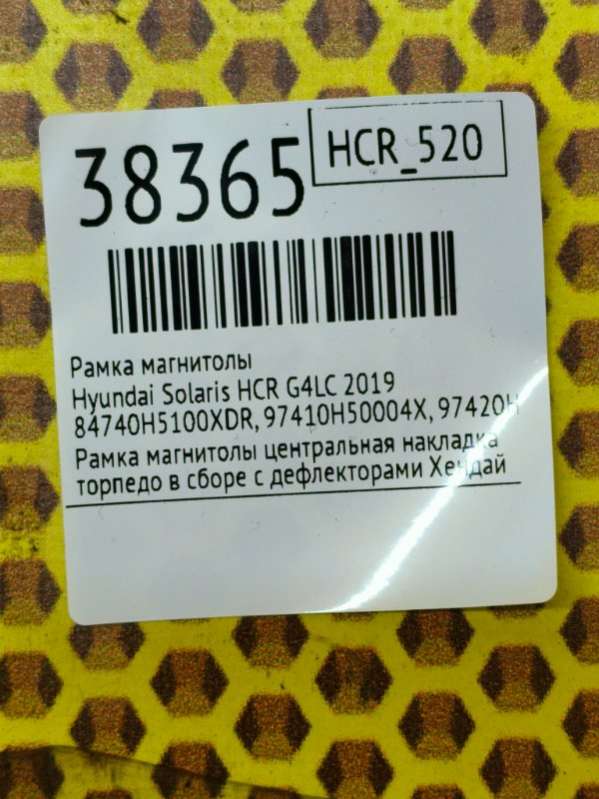 38365
HCR_520
Рамка магнитолы
Hyundai Solaris HCR G4LC 2019
84740H5100XDR, 97410H50004X, 97420H
Рамка магнитолы центральная накладка
торпедо в сборе с дефлекторами Хендай